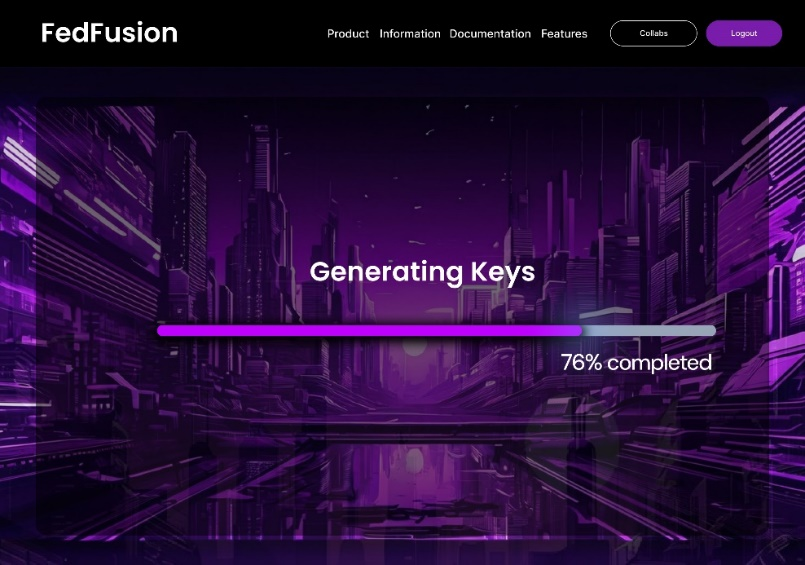 FedFusion
Product Information Documentation Features Collabs Logout
Generating Keys
76% completed